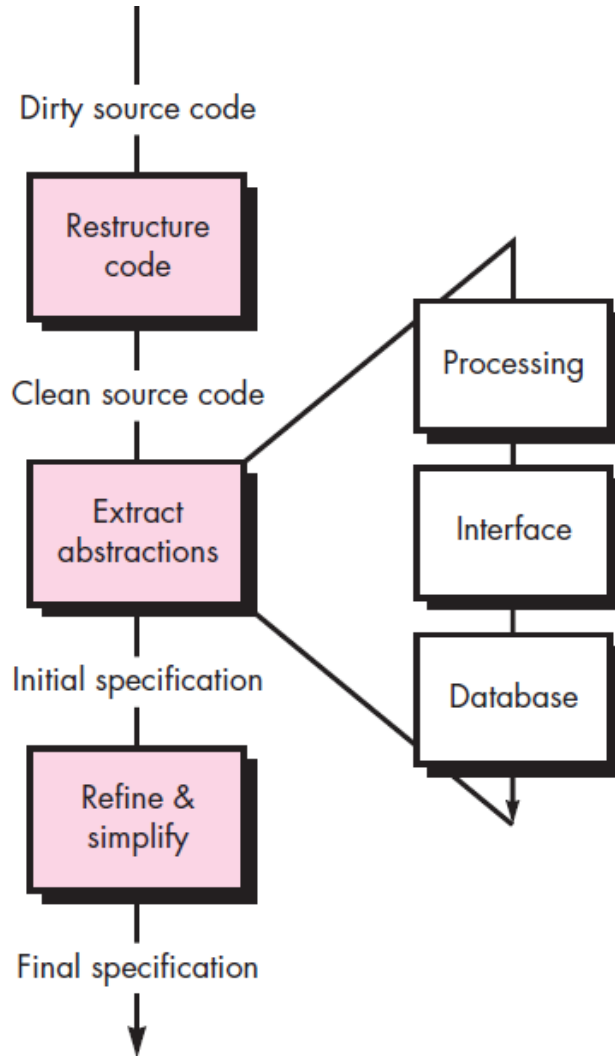 Dirty source code
Restructure
code
Clean source code
Extract
abstractions
Initial specification
Refine &
simplify
Final specification
Processing
Interface
Database